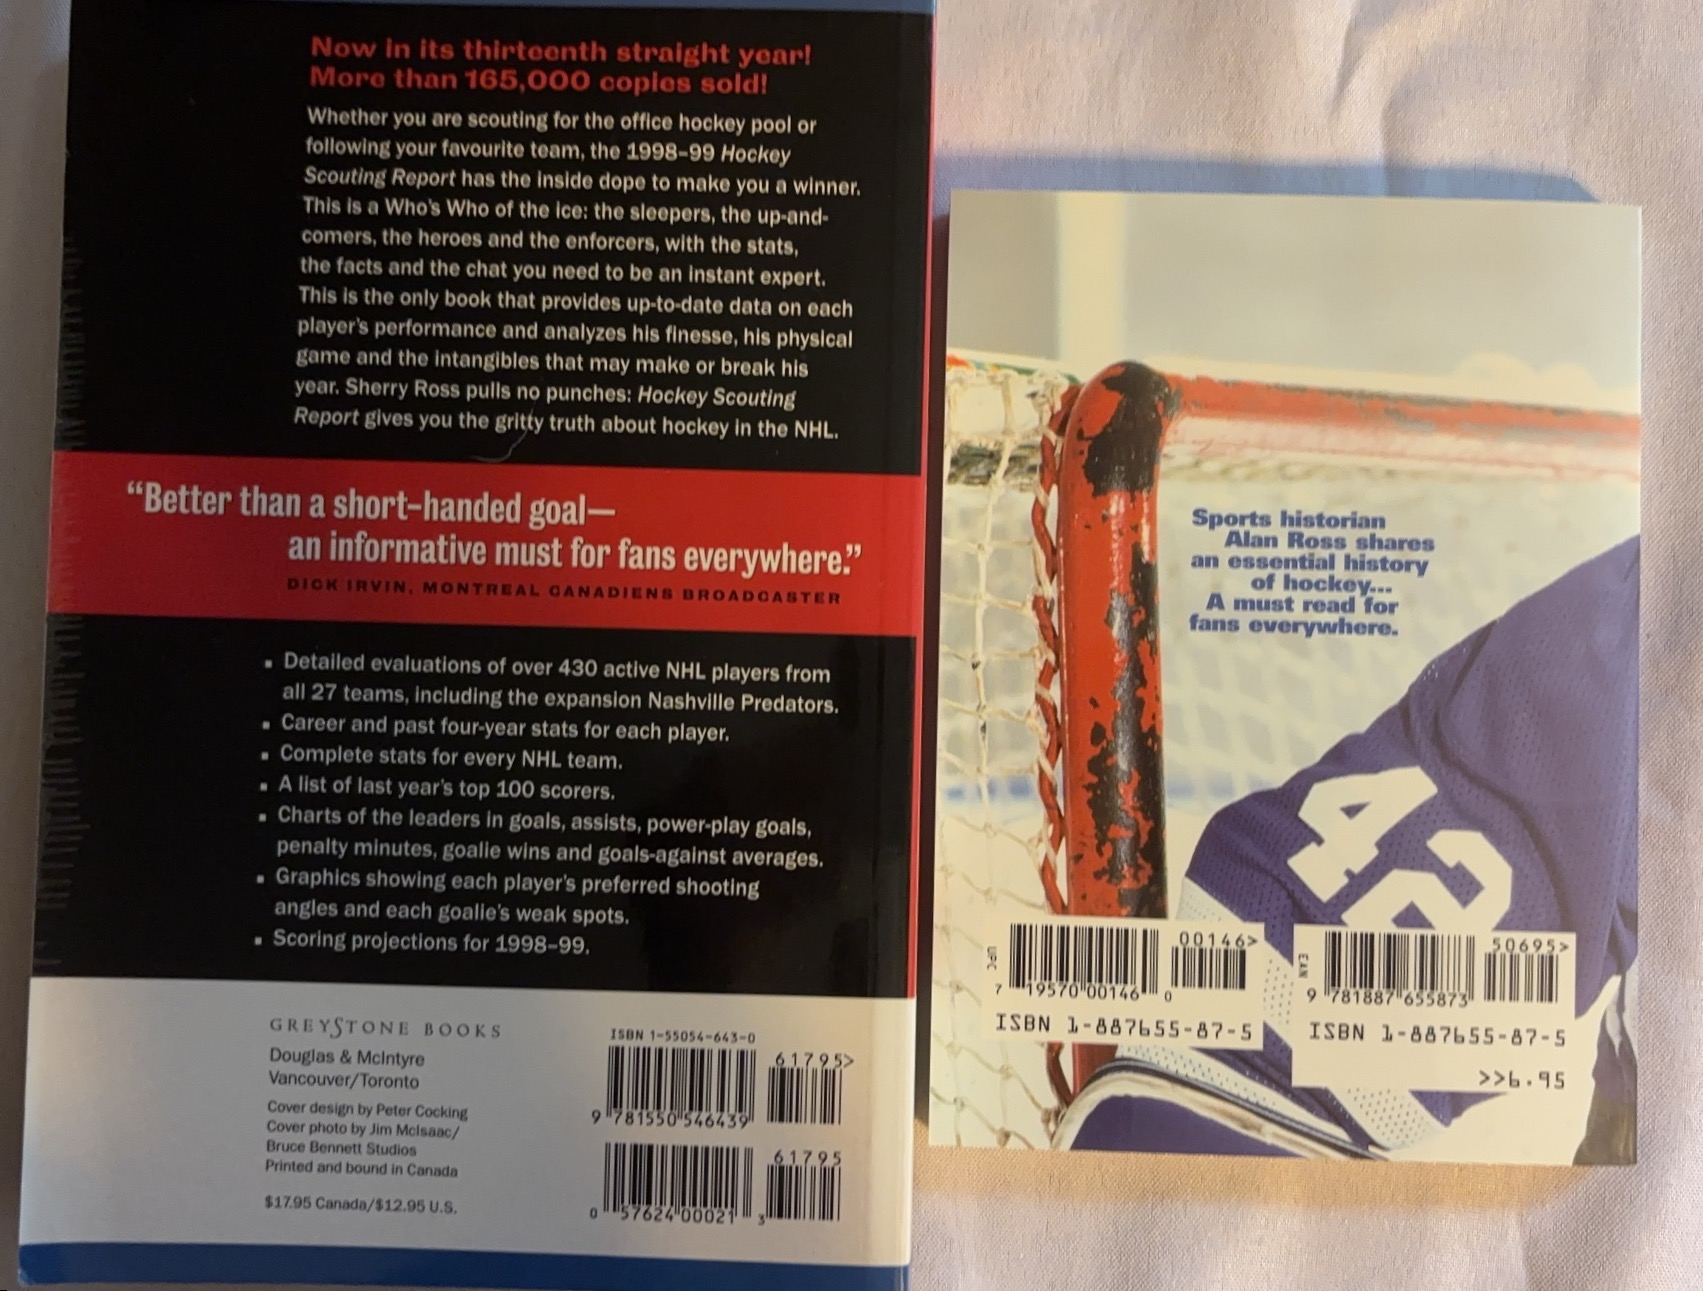 Now in its thirteenth straight year!
More than 165,000 copies sold!
Whether you are scouting for the office hockey pool or
following your favourite team, the 1998-99 Hockey
Scouting Report has the inside dope to make you a winner.
This is a Who's Who of the ice: the sleepers, the up-and-
comers, the heroes and the enforcers, with the stats,
the facts and the chat you need to be an instant expert.
This is the only book that provides up-to-date data on each
player's performance and analyzes his finesse, his physical
game and the intangibles that may make or break his
year. Sherry Ross pulls no punches: Hockey Scouting
Report gives you the gritty truth about hockey in the NHL.
“Better than a short-handed goal—
an informative must for fans everywhere.”
DICK IRVIN, MONTREAL CANADIENS BROADCASTER
▪ Detailed evaluations of over 430 active NHL players from
all 27 teams, including the expansion Nashville Predators.
▪ Career and past four-year stats for each player.
▪ Complete stats for every NHL team.
▪ A list of last year's top 100 scorers.
▪ Charts of the leaders in goals, assists, power-play goals,
penalty minutes, goalie wins and goals-against averages.
▪ Graphics showing each player's preferred shooting
angles and each goalie's weak spots.
▪ Scoring projections for 1998-99.
GREYSTONE BOOKS
Douglas & McIntyre
Vancouver/Toronto
Cover design by Peter Cocking
Cover photo by Jim McIsaac/
Bruce Bennett Studios
Printed and bound in Canada
$17.95 Canada/$12.95 U.S.
ISBN 1-55054-643-0
61795>
9 781550 546439
61795
0 57624 00021 3
Sports historian
Alan Ross shares
an essential history
of hockey...
A must read for
fans everywhere.
42
UPC
00146>
7 19570 00146 0
ISBN 1-887655-87-5
EAN
50695>
9 781887 655873
ISBN 1-887655-87-5
>>6.95